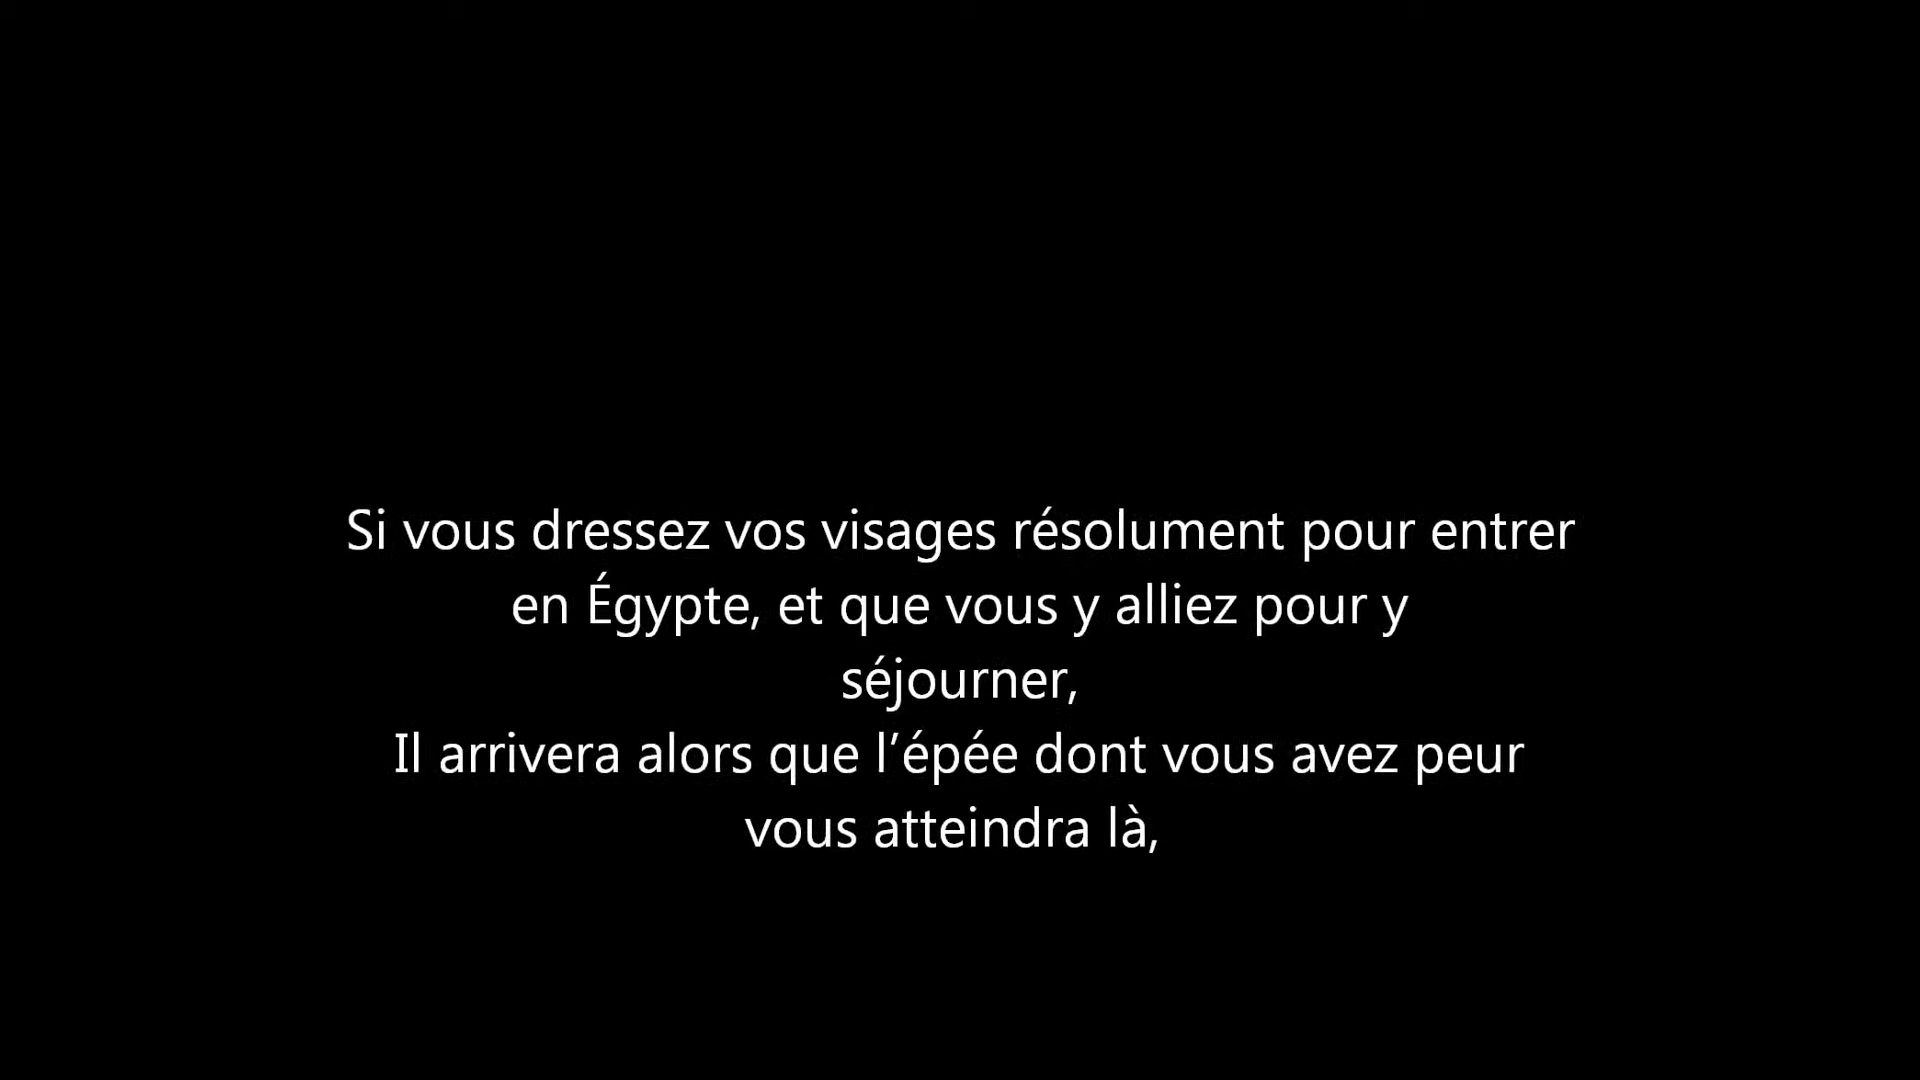 Si vous dressez vos visages résolument pour entrer
en Égypte, et que vous y alliez pour y
séjourner,
Il arrivera alors que l’épée dont vous avez peur
vous atteindra là,